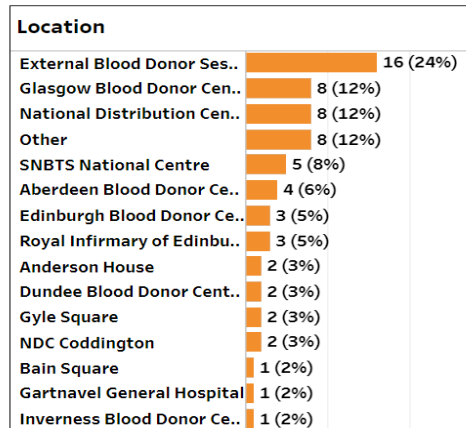 Location
External Blood Donor Ses.. 16 (24%)
Glasgow Blood Donor Cen.. 8 (12%)
National Distribution Cen.. 8 (12%)
Other 8 (12%)
SNBTS National Centre 5 (8%)
Aberdeen Blood Donor Ce.. 4 (6%)
Edinburgh Blood Donor Ce.. 3 (5%)
Royal Infirmary of Edinbu.. 3 (5%)
Anderson House 2 (3%)
Dundee Blood Donor Cent.. 2 (3%)
Gyle Square 2 (3%)
NDC Coddington 2 (3%)
Bain Square 1 (2%)
Gartnavel General Hospital 1 (2%)
Inverness Blood Donor Ce.. 1 (2%)